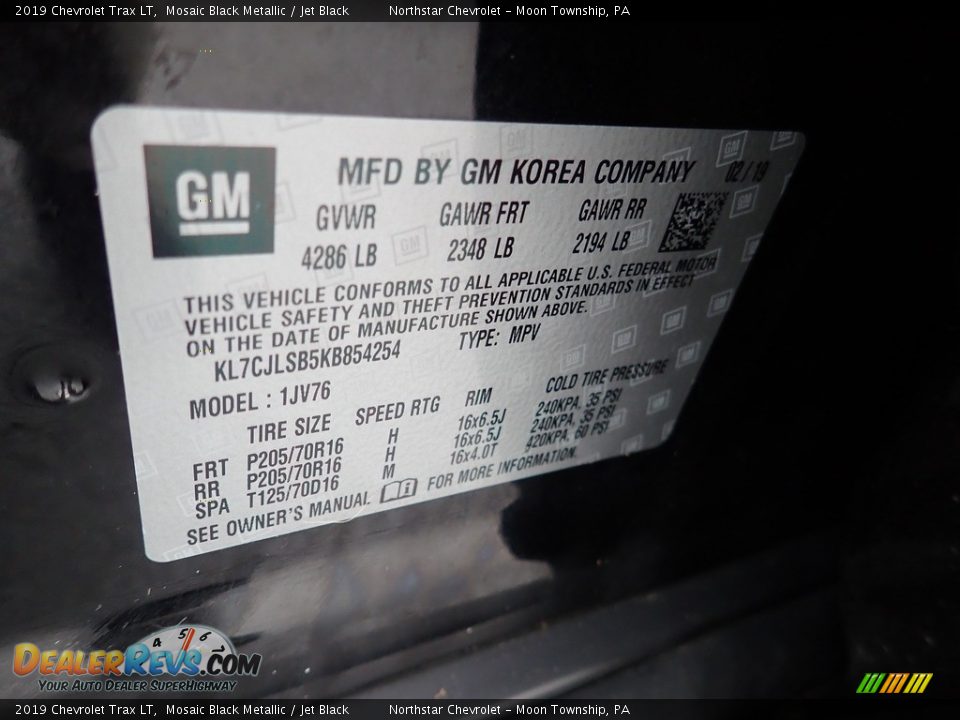 2019 Chevrolet Trax LT, Mosaic Black Metallic / Jet Black Northstar Chevrolet - Moon Township, PA
GM
MFD BY GM KOREA COMPANY 02/19
GVWR GAWR FRT GAWR RR
4286 LB 2348 LB 2194 LB
THIS VEHICLE CONFORMS TO ALL APPLICABLE U.S. FEDERAL MOTOR
VEHICLE SAFETY AND THEFT PREVENTION STANDARDS IN EFFECT
ON THE DATE OF MANUFACTURE SHOWN ABOVE.
KL7CJLSB5KB854254 TYPE: MPV
MODEL : 1JV76
TIRE SIZE SPEED RTG RIM COLD TIRE PRESSURE
FRT P205/70R16 H 16x6.5J 240KPA, 35 PSI
RR P205/70R16 H 16x6.5J 240KPA, 35 PSI
SPA T125/70D16 M 16x4.0T 420KPA, 60 PSI
SEE OWNER'S MANUAL FOR MORE INFORMATION.
4 5 6
DEALERREVS.COM
YOUR AUTO DEALER SUPERHIGHWAY
2019 Chevrolet Trax LT, Mosaic Black Metallic / Jet Black Northstar Chevrolet - Moon Township, PA